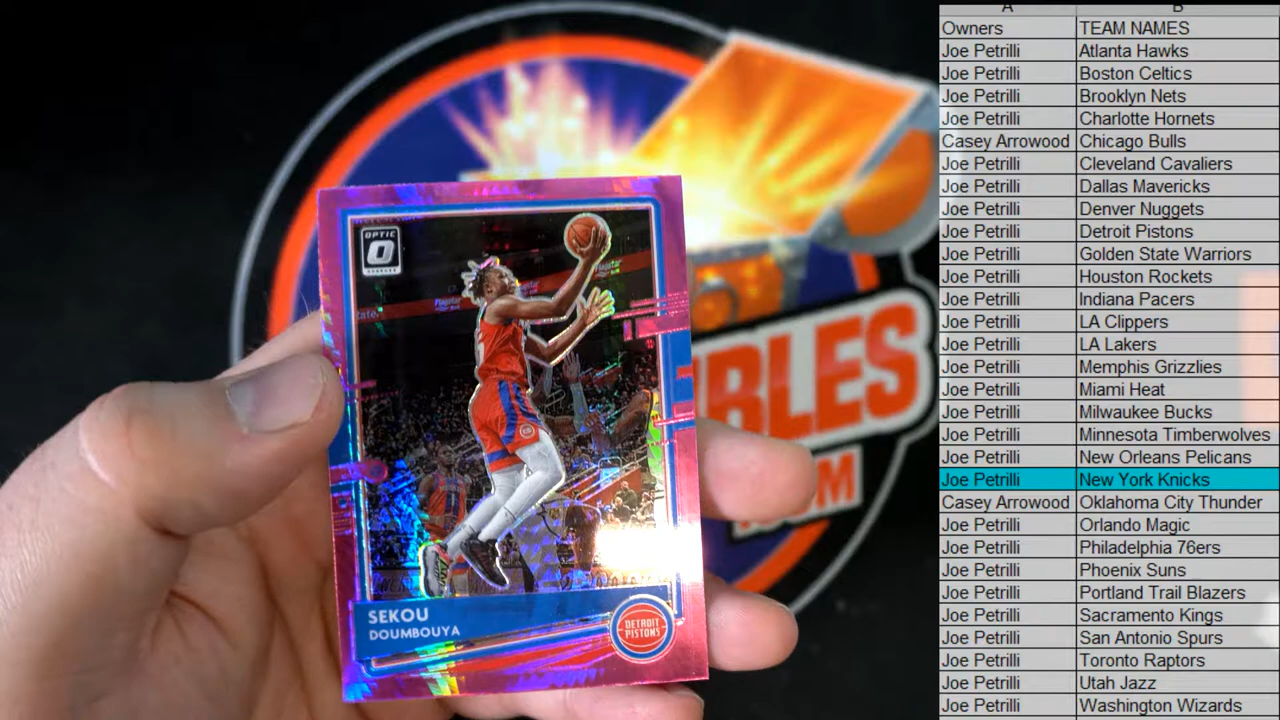 OPTIC
Flagstar
Flagstar
SEKOU
DOUMBOUYA
DETROIT
PISTONS
A B
Owners TEAM NAMES
Joe Petrilli Atlanta Hawks
Joe Petrilli Boston Celtics
Joe Petrilli Brooklyn Nets
Joe Petrilli Charlotte Hornets
Casey Arrowood Chicago Bulls
Joe Petrilli Cleveland Cavaliers
Joe Petrilli Dallas Mavericks
Joe Petrilli Denver Nuggets
Joe Petrilli Detroit Pistons
Joe Petrilli Golden State Warriors
Joe Petrilli Houston Rockets
Joe Petrilli Indiana Pacers
Joe Petrilli LA Clippers
Joe Petrilli LA Lakers
Joe Petrilli Memphis Grizzlies
Joe Petrilli Miami Heat
Joe Petrilli Milwaukee Bucks
Joe Petrilli Minnesota Timberwolves
Joe Petrilli New Orleans Pelicans
Joe Petrilli New York Knicks
Casey Arrowood Oklahoma City Thunder
Joe Petrilli Orlando Magic
Joe Petrilli Philadelphia 76ers
Joe Petrilli Phoenix Suns
Joe Petrilli Portland Trail Blazers
Joe Petrilli Sacramento Kings
Joe Petrilli San Antonio Spurs
Joe Petrilli Toronto Raptors
Joe Petrilli Utah Jazz
Joe Petrilli Washington Wizards